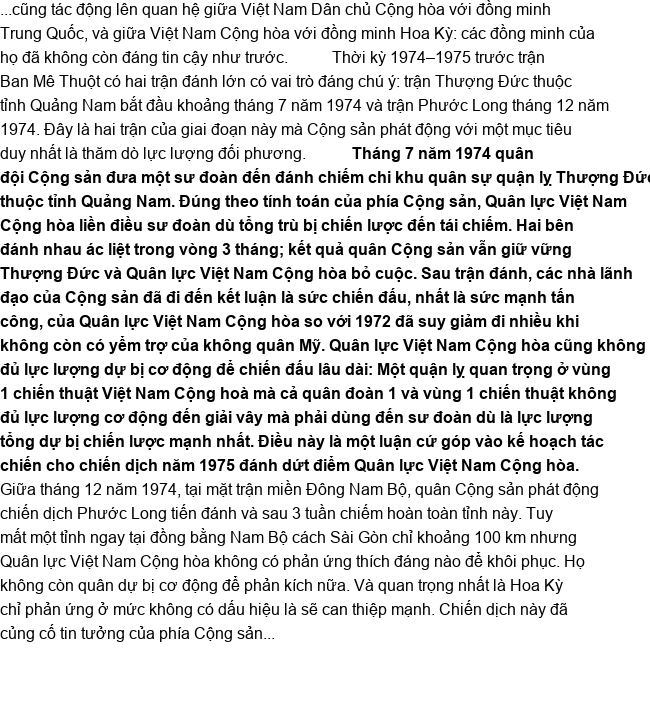 ...cũng tác động lên quan hệ giữa Việt Nam Dân chủ Cộng hòa với đồng minh
Trung Quốc, và giữa Việt Nam Cộng hòa với đồng minh Hoa Kỳ: các đồng minh của
họ đã không còn đáng tin cậy như trước. Thời kỳ 1974–1975 trước trận
Ban Mê Thuột có hai trận đánh lớn có vai trò đáng chú ý: trận Thượng Đức thuộc
tỉnh Quảng Nam bắt đầu khoảng tháng 7 năm 1974 và trận Phước Long tháng 12 năm
1974. Đây là hai trận của giai đoạn này mà Cộng sản phát động với một mục tiêu
duy nhất là thăm dò lực lượng đối phương. Tháng 7 năm 1974 quân
đội Cộng sản đưa một sư đoàn đến đánh chiếm chi khu quân sự quận lỵ Thượng Đức
thuộc tỉnh Quảng Nam. Đúng theo tính toán của phía Cộng sản, Quân lực Việt Nam
Cộng hòa liền điều sư đoàn dù tổng trù bị chiến lược đến tái chiếm. Hai bên
đánh nhau ác liệt trong vòng 3 tháng; kết quả quân Cộng sản vẫn giữ vững
Thượng Đức và Quân lực Việt Nam Cộng hòa bỏ cuộc. Sau trận đánh, các nhà lãnh
đạo của Cộng sản đã đi đến kết luận là sức chiến đấu, nhất là sức mạnh tấn
công, của Quân lực Việt Nam Cộng hòa so với 1972 đã suy giảm đi nhiều khi
không còn có yểm trợ của không quân Mỹ. Quân lực Việt Nam Cộng hòa cũng không
đủ lực lượng dự bị cơ động để chiến đấu lâu dài: Một quận lỵ quan trọng ở vùng
1 chiến thuật Việt Nam Cộng hoà mà cả quân đoàn 1 và vùng 1 chiến thuật không
đủ lực lượng cơ động đến giải vây mà phải dùng đến sư đoàn dù là lực lượng
tổng dự bị chiến lược mạnh nhất. Điều này là một luận cứ góp vào kế hoạch tác
chiến cho chiến dịch năm 1975 đánh dứt điểm Quân lực Việt Nam Cộng hòa.
Giữa tháng 12 năm 1974, tại mặt trận miền Đông Nam Bộ, quân Cộng sản phát động
chiến dịch Phước Long tiến đánh và sau 3 tuần chiếm hoàn toàn tỉnh này. Tuy
mất một tỉnh ngay tại đồng bằng Nam Bộ cách Sài Gòn chỉ khoảng 100 km nhưng
Quân lực Việt Nam Cộng hòa không có phản ứng thích đáng nào để khôi phục. Họ
không còn quân dự bị cơ động để phản kích nữa. Và quan trọng nhất là Hoa Kỳ
chỉ phản ứng ở mức không có dấu hiệu là sẽ can thiệp mạnh. Chiến dịch này đã
củng cố tin tưởng của phía Cộng sản...